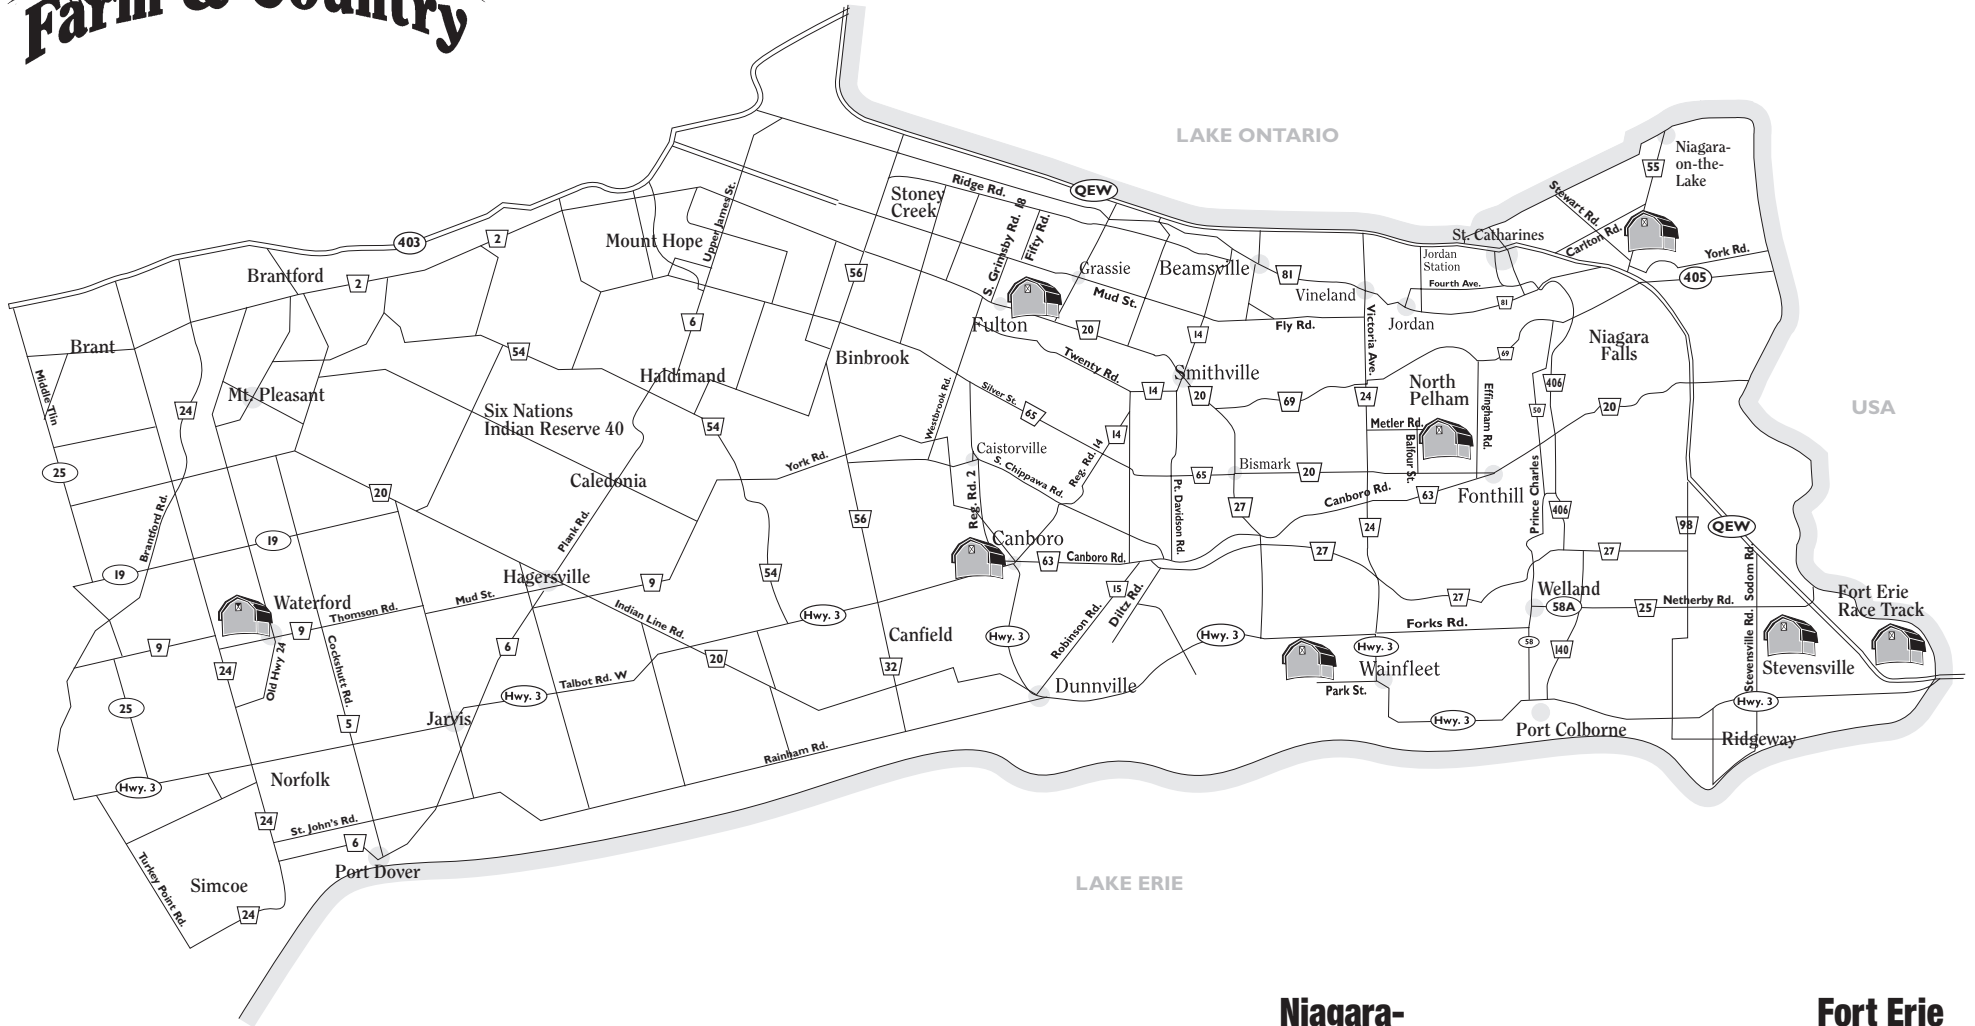 Farm & Country
LAKE ONTARIO
Niagara-
on-the-
Lake
55
Stewart Rd.
Carlton Rd.
York Rd.
405
St. Catharines
QEW
Ridge Rd.
Stoney
Creek
S. Grimsby Rd. 18
Fifty Rd.
Upper James St.
Mount Hope
403
2
Brantford
2
56
Grassie
Mud St.
Beamsville
81
Vineland
Jordan
Station
Fourth Ave.
81
Jordan
Fulton
20
14
Fly Rd.
Victoria Ave.
Niagara
Falls
6
Brant
Middle Tlin
54
Binbrook
Twenty Rd.
Smithville
69
406
Haldimand
Mt. Pleasant
24
Six Nations
Indian Reserve 40
54
Westbrook Rd.
Silver St.
65
14
20
69
24
North
Pelham
Effingham Rd.
50
20
USA
Metler Rd.
Balfour St.
14
Reg. Rd. 14
Caistorville
S. Chippawa Rd.
York Rd.
25
Caledonia
20
Brantford Rd.
65
Bismark
20
Canboro Rd.
63
Fonthill
Prince Charles
406
Pt. Davidson Rd.
27
24
98
QEW
Reg. Rd. 2
56
Plank Rd.
19
19
Canboro
63
Canboro Rd.
27
27
Sodom Rd.
Hagersville
9
54
15
Diltz Rd.
Robinson Rd.
27
Welland
58A
25
Netherby Rd.
Fort Erie
Race Track
Waterford
9
Thomson Rd.
Mud St.
Indian Line Rd.
Hwy. 3
Canfield
Hwy. 3
Hwy. 3
Forks Rd.
58
140
Hwy. 3
9
24
Old Hwy 24
Cockshutt Rd.
6
20
32
Wainfleet
Park St.
Stevensville Rd.
Stevensville
Hwy. 3
Talbot Rd. W
Dunnville
Hwy. 3
25
5
Jarvis
Hwy. 3
Port Colborne
Ridgeway
Rainham Rd.
Hwy. 3
Norfolk
24
St. John's Rd.
6
Turkey Point Rd.
Port Dover
Simcoe
24
LAKE ERIE
Niagara-
Fort Erie